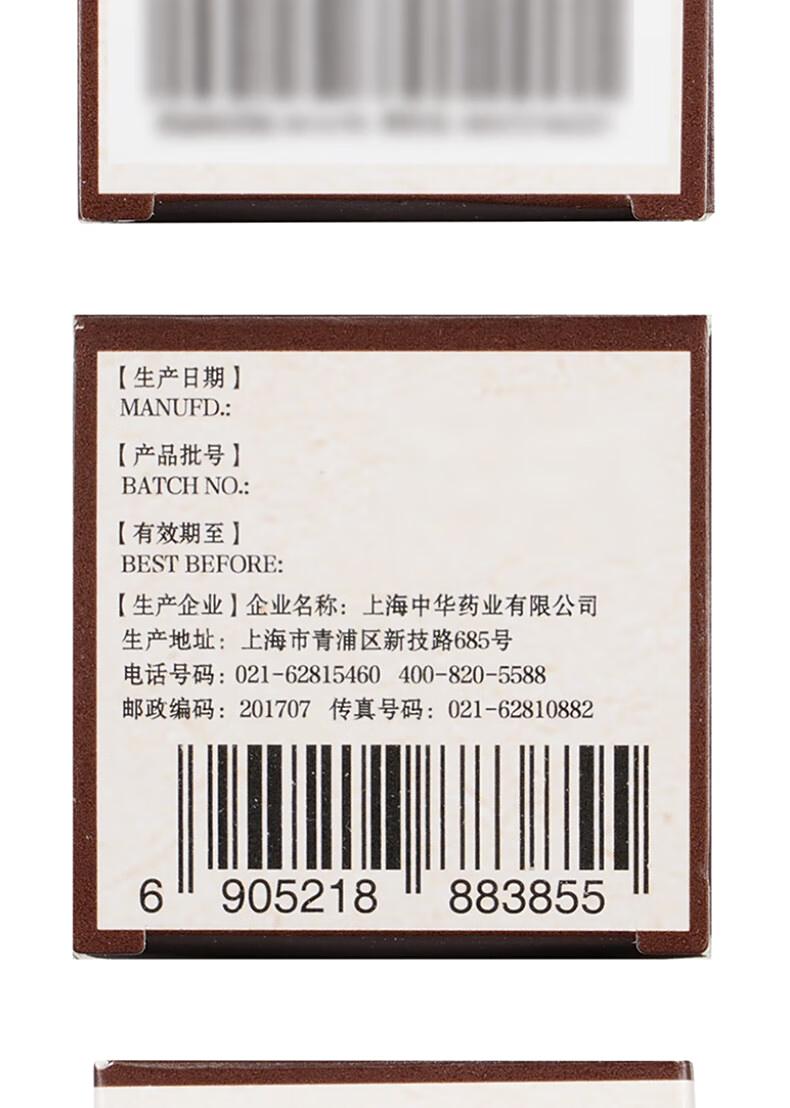 【生产日期】
MANUFD.:
【产品批号】
BATCH NO.:
【有效期至】
BEST BEFORE:
【生产企业】企业名称：上海中华药业有限公司
生产地址：上海市青浦区新技路685号
电话号码：021-62815460 400-820-5588
邮政编码：201707 传真号码：021-62810882
6 905218 883855